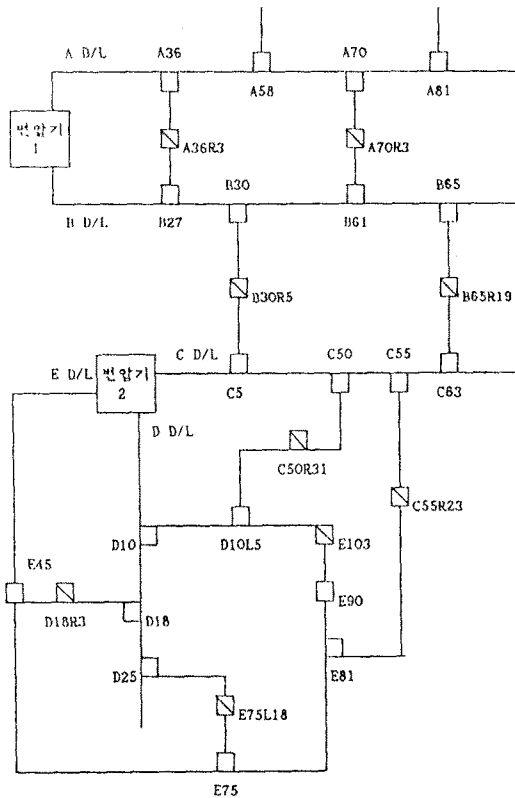 A D/L
A36
A70
A58
A81
변압기
1
A36R3
A70R3
B30
B65
B D/L
B27
B61
B30R5
B65R19
C D/L
C50
C55
E D/L
변압기
2
C5
C63
D D/L
C50R31
C55R23
D10
D10L5
E103
E45
E90
D18R3
D18
D25
E81
E75L18
E75